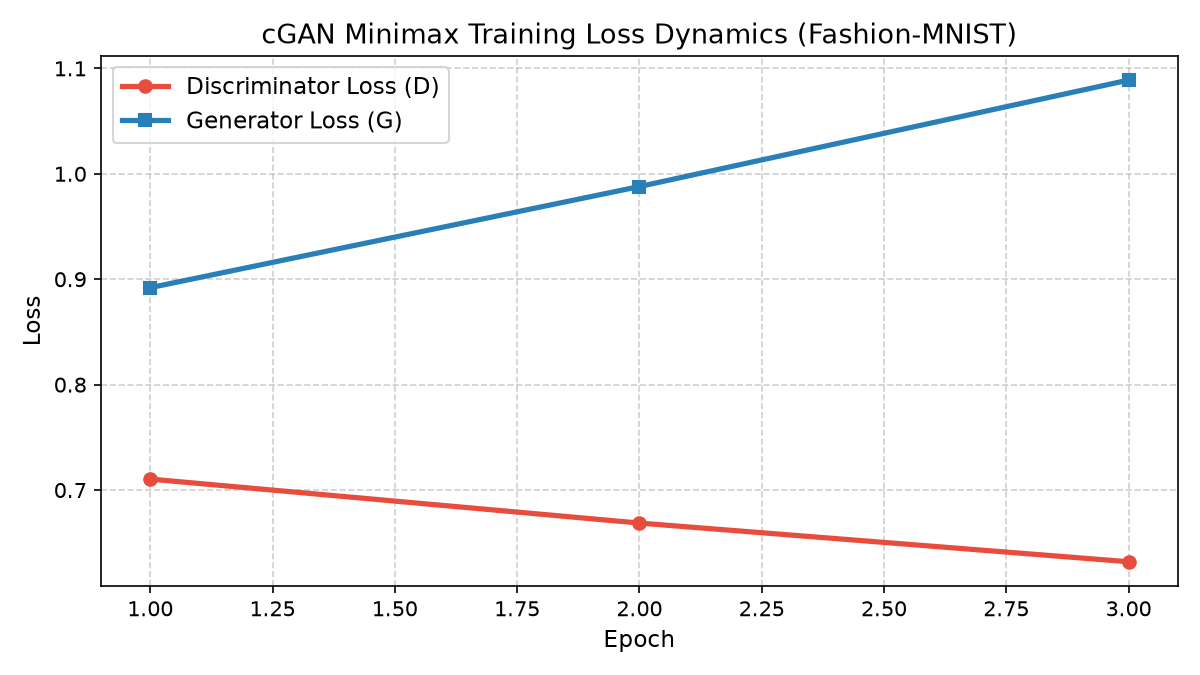 cGAN Minimax Training Loss Dynamics (Fashion-MNIST)
Discriminator Loss (D)
Generator Loss (G)
Loss
1.1
1.0
0.9
0.8
0.7
1.00 1.25 1.50 1.75 2.00 2.25 2.50 2.75 3.00
Epoch